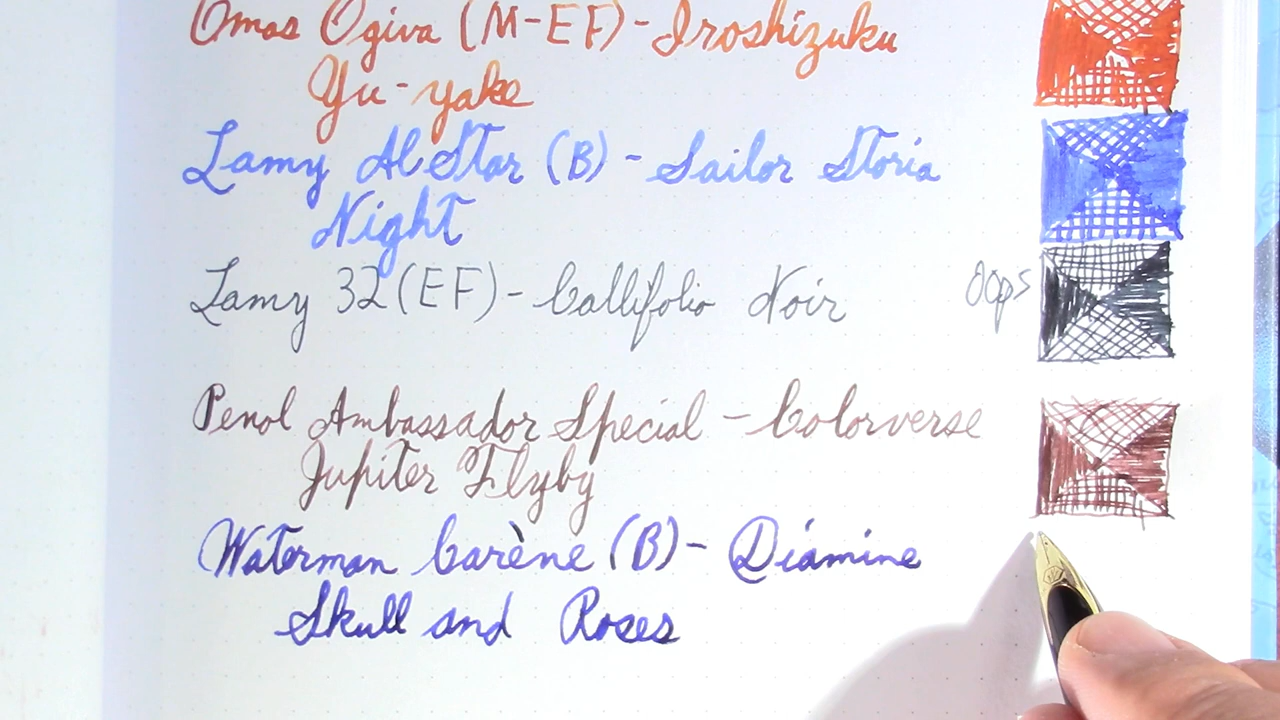 Omas Ogiva (M-EF)-Iroshizuku
Yu-yake
Lamy Al Star (B) - Sailor Storia
Night
Lamy 32 (EF) - Callifolio Noir
oops
Penol Ambassador Special - Colorverse
Jupiter Flyby
Waterman Carène (B) - Diamine
Skull and Roses